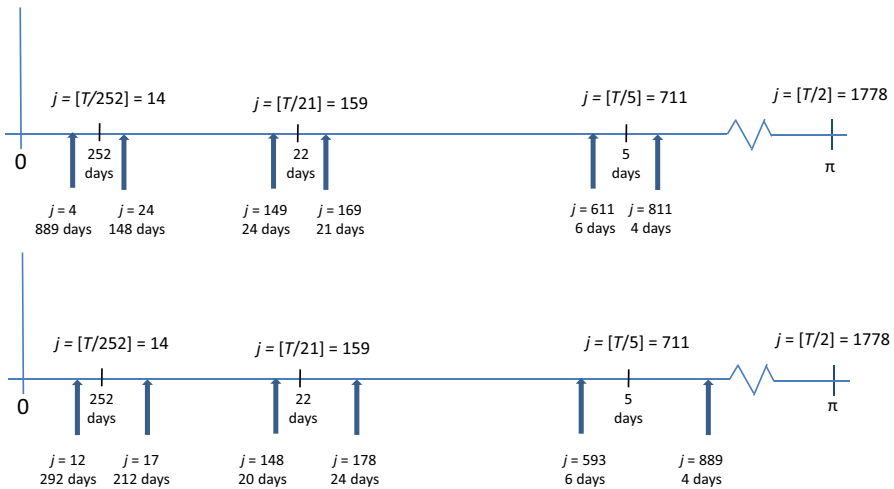 j = [T/252] = 14
j = [T/21] = 159
j = [T/5] = 711
j = [T/2] = 1778
0
252
days
22
days
5
days
π
j = 4
889 days
j = 24
148 days
j = 149
24 days
j = 169
21 days
j = 611
6 days
j = 811
4 days
j = [T/252] = 14
j = [T/21] = 159
j = [T/5] = 711
j = [T/2] = 1778
0
252
days
22
days
5
days
π
j = 12
292 days
j = 17
212 days
j = 148
20 days
j = 178
24 days
j = 593
6 days
j = 889
4 days